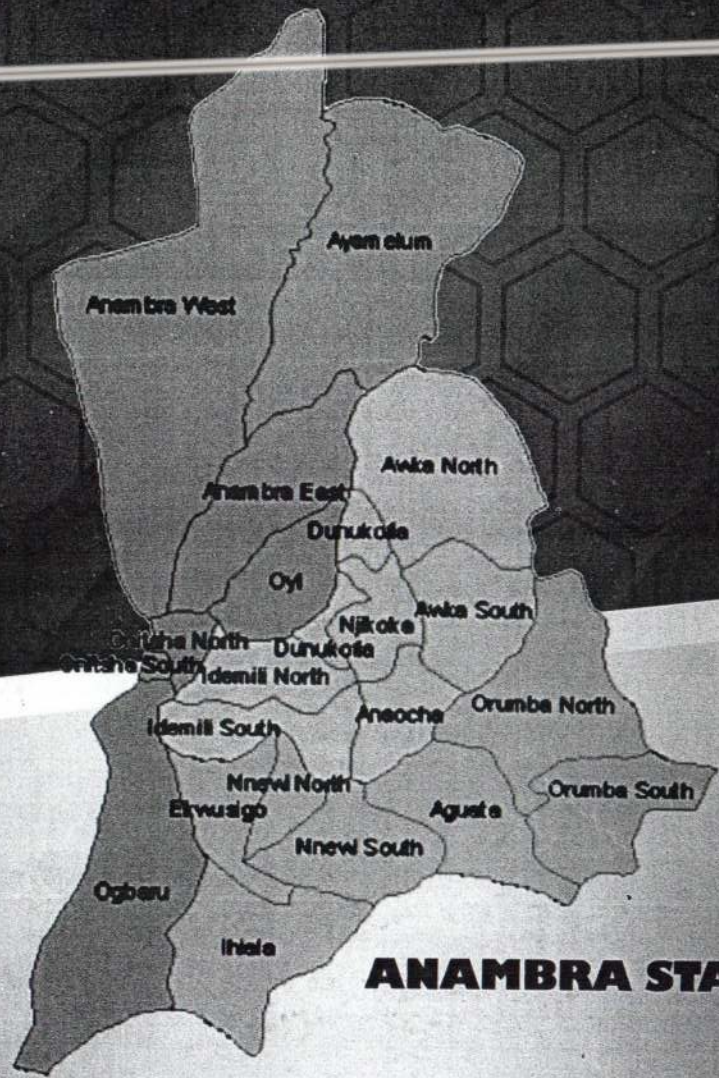 Ayamelum
Anambra West
Awka North
Anambra East
Dunukofia
Oyi
Awka South
Njikoka
Onitsha North
Dunukofia
Onitsha South
Idemili North
Orumba North
Anaocha
Idemili South
Nnewi North
Orumba South
Ekwusigo
Aguata
Nnewi South
Ogbaru
Ihiala
ANAMBRA STA